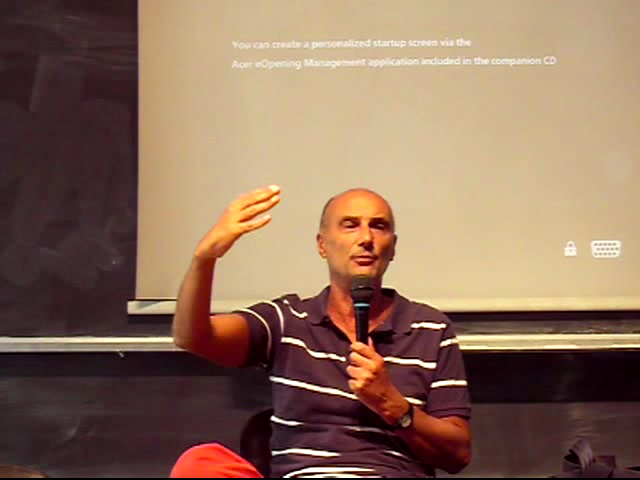 You can create a personalized startup screen via the
Acer eOpening Management application included in the companion CD